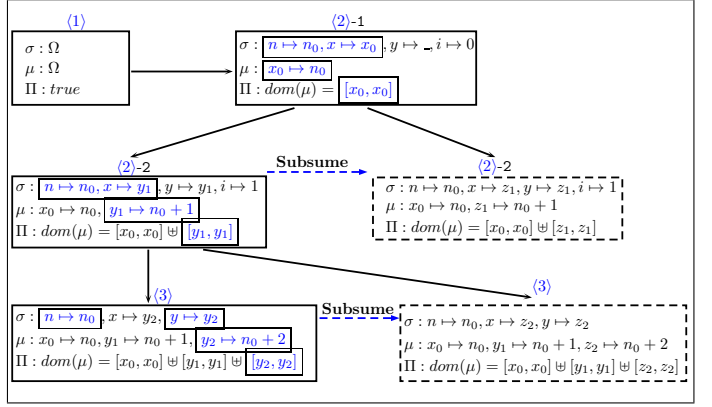 ⟨1⟩
σ : Ω
μ : Ω
Π : true
⟨2⟩-1
σ : n ↦ n₀, x ↦ x₀, y ↦ _, i ↦ 0
μ : x₀ ↦ n₀
Π : dom(μ) = [x₀, x₀]
⟨2⟩-2
σ : n ↦ n₀, x ↦ y₁, y ↦ y₁, i ↦ 1
μ : x₀ ↦ n₀, y₁ ↦ n₀ + 1
Π : dom(μ) = [x₀, x₀] ⊎ [y₁, y₁]
Subsume
⟨2⟩-2
σ : n ↦ n₀, x ↦ z₁, y ↦ z₁, i ↦ 1
μ : x₀ ↦ n₀, z₁ ↦ n₀ + 1
Π : dom(μ) = [x₀, x₀] ⊎ [z₁, z₁]
⟨3⟩
σ : n ↦ n₀, x ↦ y₂, y ↦ y₂
μ : x₀ ↦ n₀, y₁ ↦ n₀ + 1, y₂ ↦ n₀ + 2
Π : dom(μ) = [x₀, x₀] ⊎ [y₁, y₁] ⊎ [y₂, y₂]
Subsume
⟨3⟩
σ : n ↦ n₀, x ↦ z₂, y ↦ z₂
μ : x₀ ↦ n₀, y₁ ↦ n₀ + 1, z₂ ↦ n₀ + 2
Π : dom(μ) = [x₀, x₀] ⊎ [y₁, y₁] ⊎ [z₂, z₂]